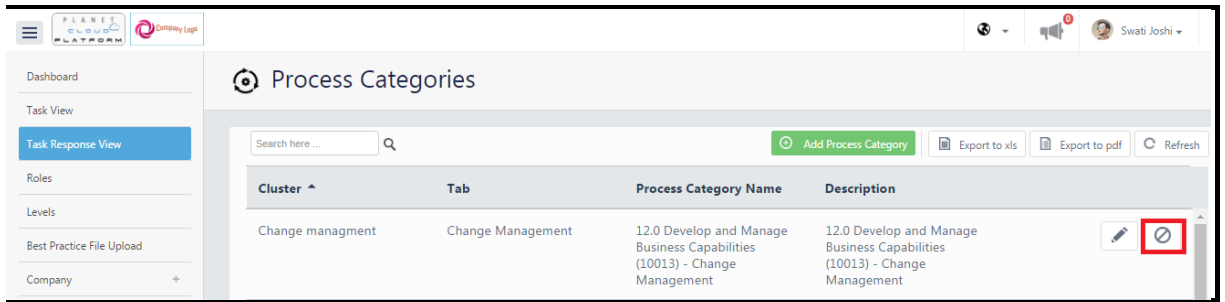 PLANET
CLOUD
PLATFORM
Company Logo
0
Swati Joshi
Dashboard
Process Categories
Task View
Task Response View
Search here ...
Add Process Category
Export to xls
Export to pdf
Refresh
Roles
Cluster
Tab
Process Category Name
Description
Levels
Best Practice File Upload
Company +
Change managment
Change Management
12.0 Develop and Manage
Business Capabilities
(10013) - Change
Management
12.0 Develop and Manage
Business Capabilities
(10013) - Change
Management